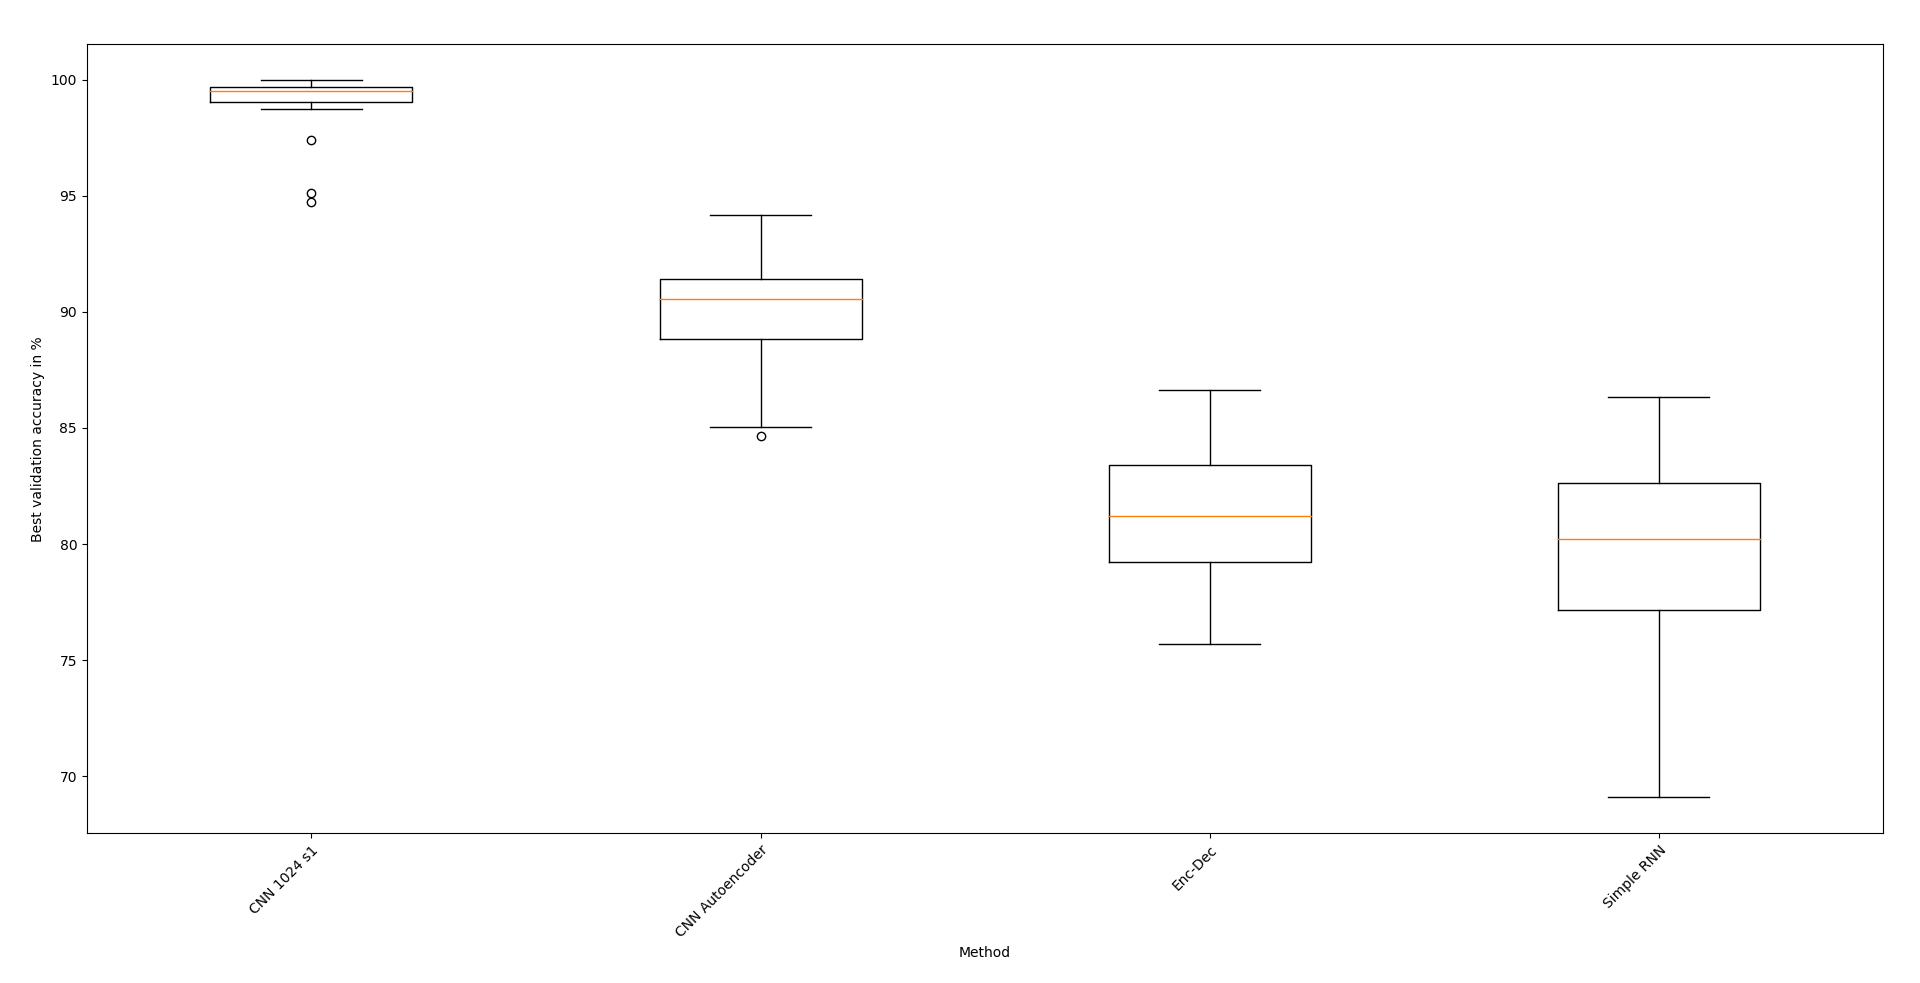 100
95
90
85
80
75
70
Best validation accuracy in %
CNN 1024 s1
CNN Autoencoder
Enc-Dec
Simple RNN
Method